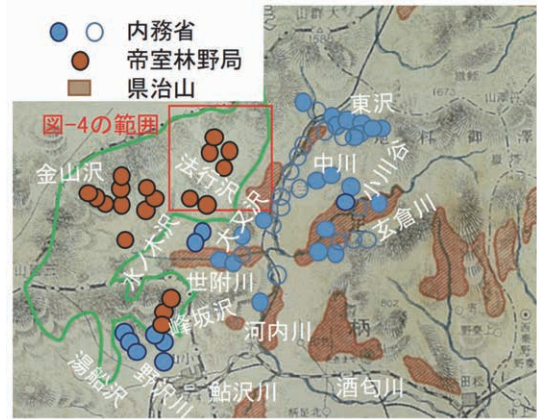 内務省
帝室林野局
県治山
図-4の範囲
東沢
金山沢
法行沢
中川
小川谷
大又沢
玄倉川
水ノ木沢
世附川
峰坂沢
河内川
湯船沢
野沢川
鮎沢川
酒匂川
1673
802
柄